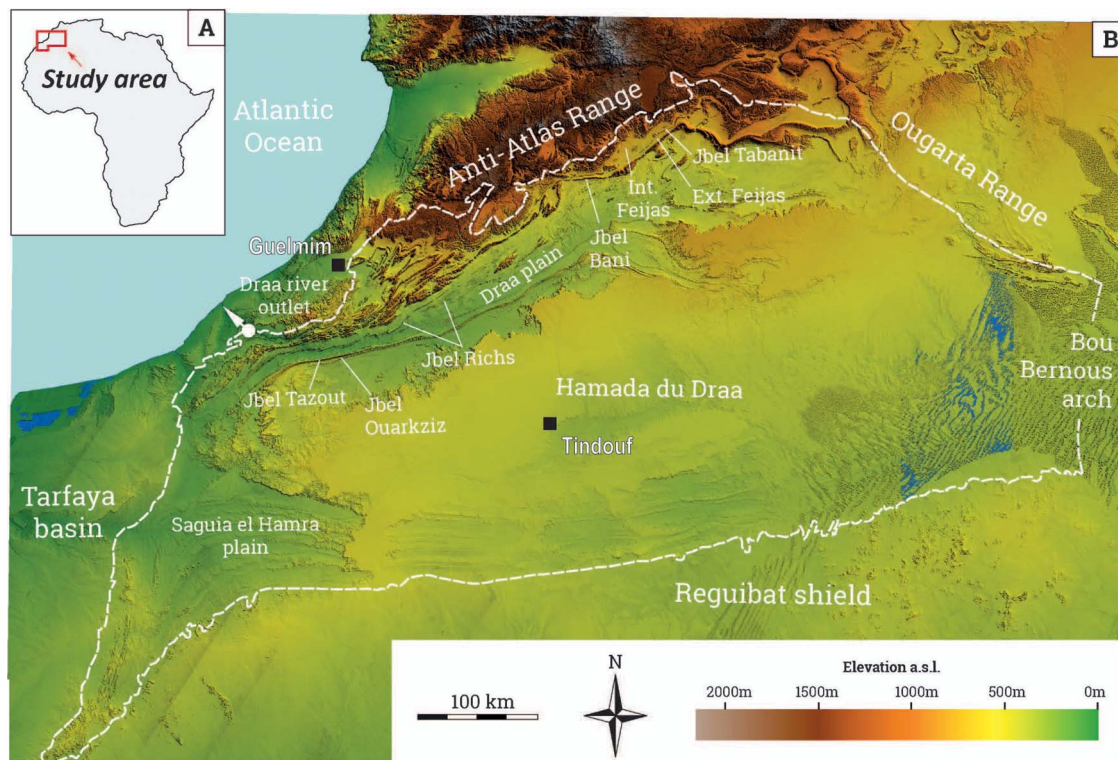 A
Study area
B
Atlantic
Ocean
Anti-Atlas Range
Ougarta Range
Jbel Tabanit
Int.
Feijas
Ext. Feijas
Jbel
Bani
Guelmim
Draa river
outlet
Draa plain
Jbel Richs
Jbel Tazout
Jbel
Ouarkziz
Hamada du Draa
Tindouf
Bou
Bernous
arch
Tarfaya
basin
Saguia el Hamra
plain
Reguibat shield
100 km
N
Elevation a.s.l.
2000m 1500m 1000m 500m 0m